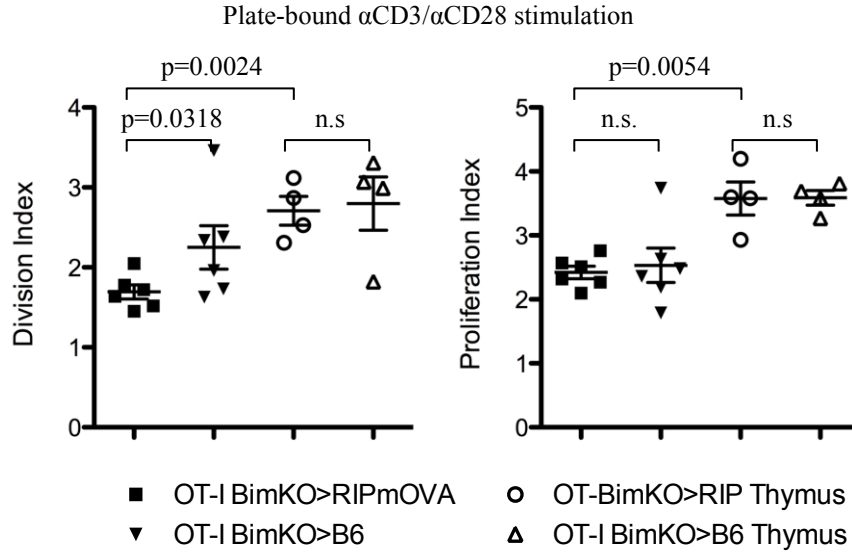 Plate-bound αCD3/αCD28 stimulation
p=0.0024
p=0.0318
n.s
Division Index
4
3
2
1
0
p=0.0054
n.s.
n.s
Proliferation Index
5
4
3
2
1
0
OT-I BimKO>RIPmOVA
OT-I BimKO>B6
OT-BimKO>RIP Thymus
OT-I BimKO>B6 Thymus